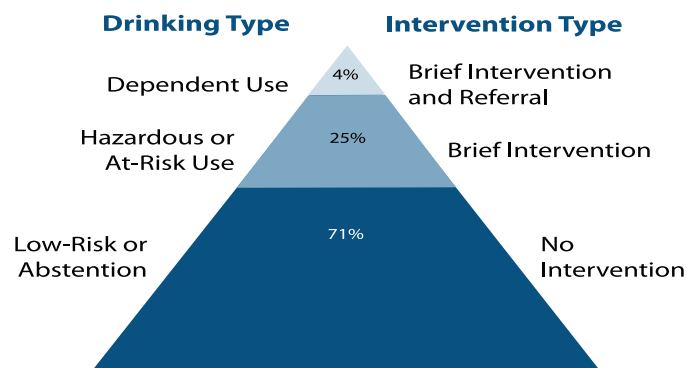 Drinking Type
Intervention Type
Dependent Use
4%
Brief Intervention
and Referral
Hazardous or
At-Risk Use
25%
Brief Intervention
Low-Risk or
Abstention
71%
No
Intervention